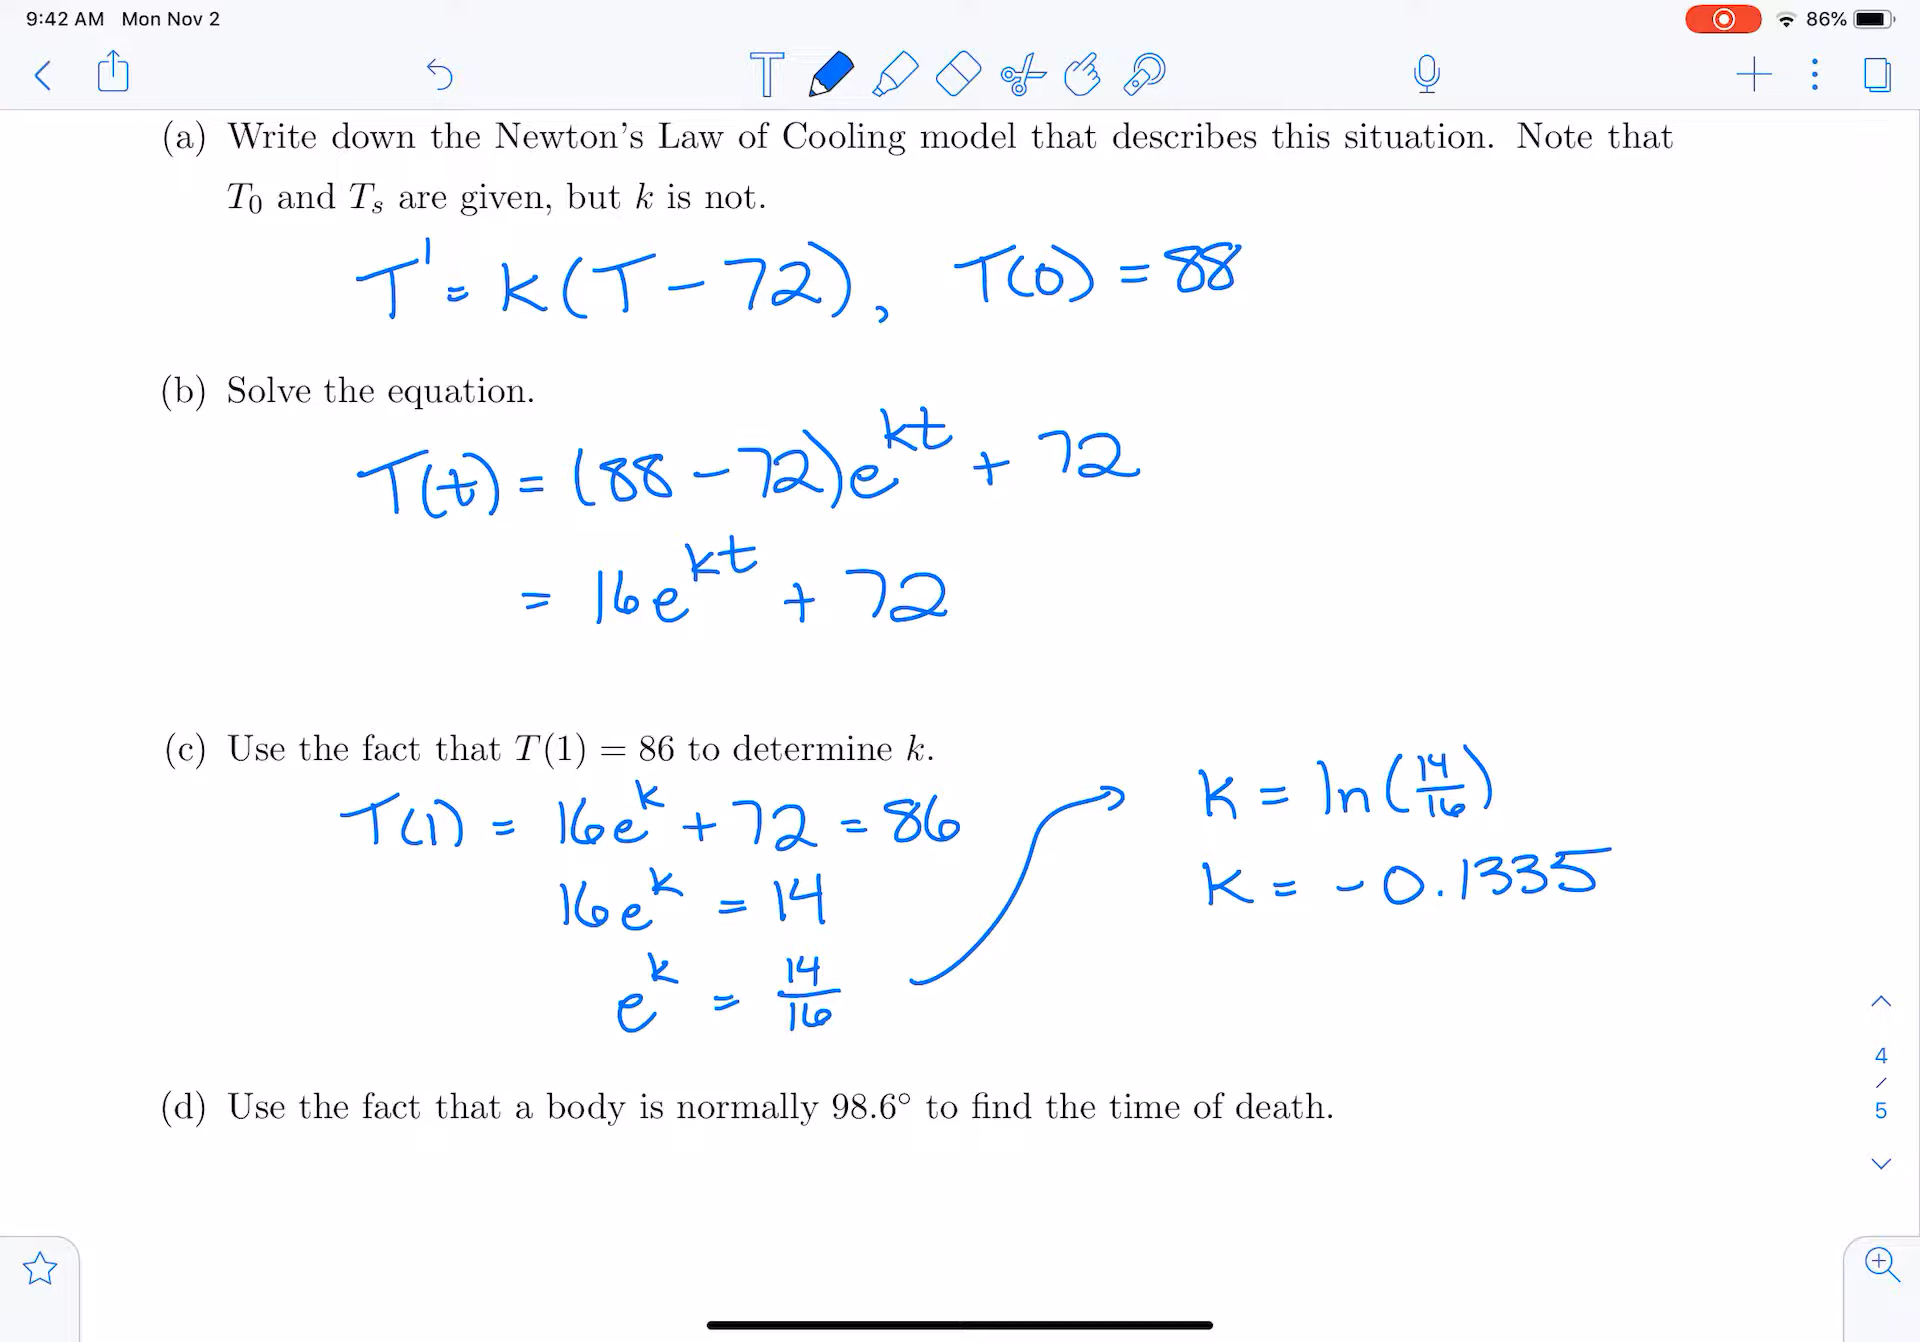 9:42 AM Mon Nov 2
86%
T
(a) Write down the Newton's Law of Cooling model that describes this situation. Note that
T₀ and Tₛ are given, but k is not.
T' = k(T - 72), T(0) = 88
(b) Solve the equation.
T(t) = (88 - 72)e^{kt} + 72
= 16e^{kt} + 72
(c) Use the fact that T(1) = 86 to determine k.
T(1) = 16e^k + 72 = 86
16e^k = 14
e^k = 14/16
k = ln(14/16)
k = -0.1335
(d) Use the fact that a body is normally 98.6° to find the time of death.
4
/
5